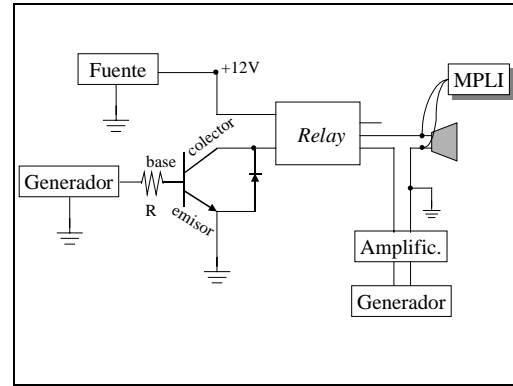 Fuente
+12V
MPLI
Relay
colector
base
Generador
R
emisor
Amplific.
Generador